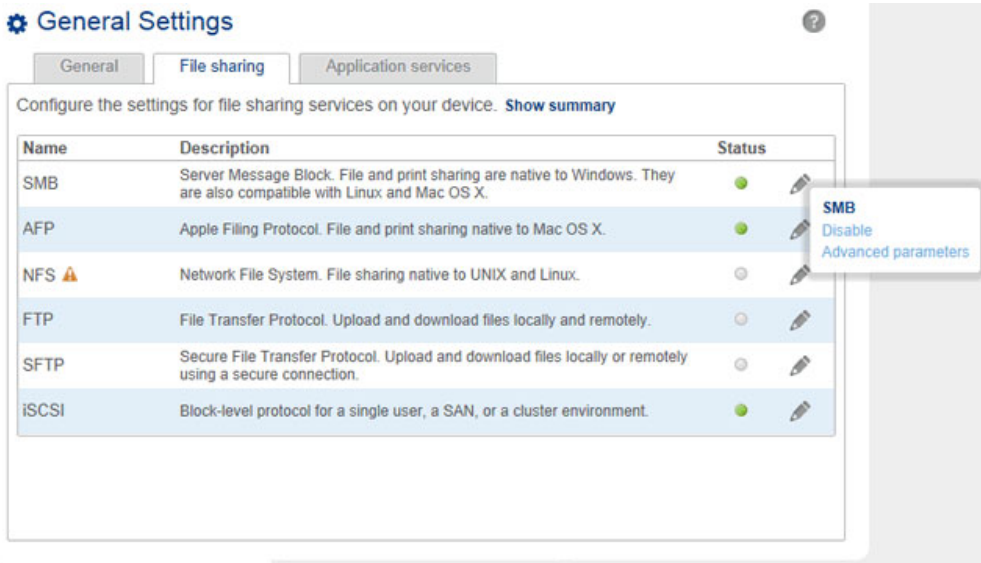 General Settings
?
General
File sharing
Application services
Configure the settings for file sharing services on your device. Show summary
Name Description Status
SMB Server Message Block. File and print sharing are native to Windows. They
are also compatible with Linux and Mac OS X.
SMB
Disable
Advanced parameters
AFP Apple Filing Protocol. File and print sharing native to Mac OS X.
NFS Network File System. File sharing native to UNIX and Linux.
FTP File Transfer Protocol. Upload and download files locally and remotely.
SFTP Secure File Transfer Protocol. Upload and download files locally or remotely
using a secure connection.
iSCSI Block-level protocol for a single user, a SAN, or a cluster environment.